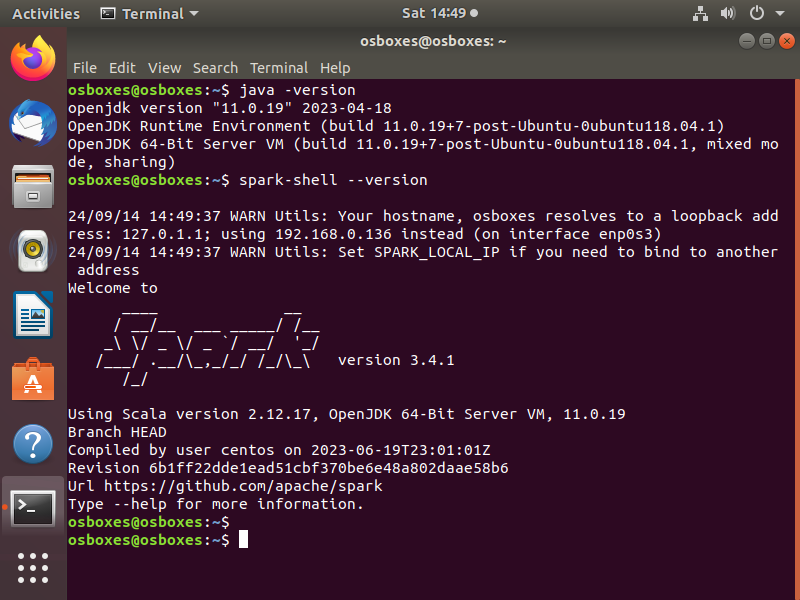 Activities Terminal Sat 14:49
osboxes@osboxes: ~
File Edit View Search Terminal Help
osboxes@osboxes:~$ java -version
openjdk version "11.0.19" 2023-04-18
OpenJDK Runtime Environment (build 11.0.19+7-post-Ubuntu-0ubuntu118.04.1)
OpenJDK 64-Bit Server VM (build 11.0.19+7-post-Ubuntu-0ubuntu118.04.1, mixed mo
de, sharing)
osboxes@osboxes:~$ spark-shell --version
24/09/14 14:49:37 WARN Utils: Your hostname, osboxes resolves to a loopback add
ress: 127.0.1.1; using 192.168.0.136 instead (on interface enp0s3)
24/09/14 14:49:37 WARN Utils: Set SPARK_LOCAL_IP if you need to bind to another
 address
Welcome to
      ____              __
     / __/__  ___ _____/ /__
    _\ \/ _ \/ _ `/ __/  '_/
   /___/ .__/\_,_/_/ /_/\_\   version 3.4.1
      /_/
Using Scala version 2.12.17, OpenJDK 64-Bit Server VM, 11.0.19
Branch HEAD
Compiled by user centos on 2023-06-19T23:01:01Z
Revision 6b1ff22dde1ead51cbf370be6e48a802daae58b6
Url https://github.com/apache/spark
Type --help for more information.
osboxes@osboxes:~$
osboxes@osboxes:~$